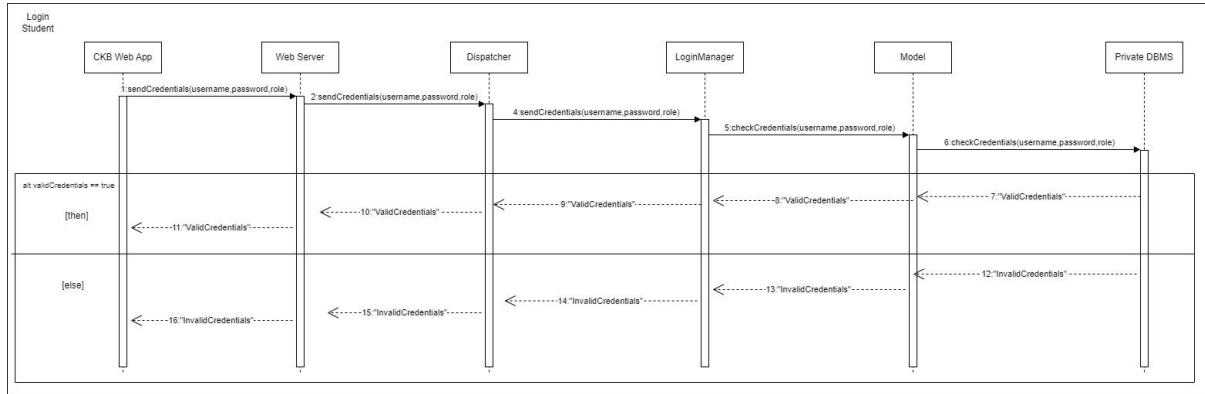 Login
Student
CKB Web App
Web Server
Dispatcher
LoginManager
Model
Private DBMS
1:sendCredentials(username,password,role)
2:sendCredentials(username,password,role)
4:sendCredentials(username,password,role)
5:checkCredentials(username,password,role)
6:checkCredentials(username,password,role)
alt validCredentials == true
[then]
7:"ValidCredentials"
8:"ValidCredentials"
9:"ValidCredentials"
10:"ValidCredentials"
11:"ValidCredentials"
[else]
12:"InvalidCredentials"
13:"InvalidCredentials"
14:"InvalidCredentials"
15:"InvalidCredentials"
16:"InvalidCredentials"